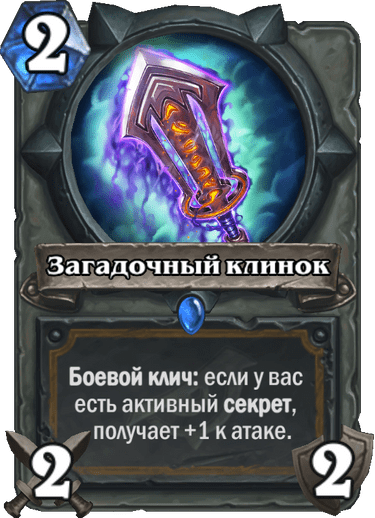 2
Загадочный клинок
Боевой клич: если у вас
есть активный секрет,
получает +1 к атаке.
2 2